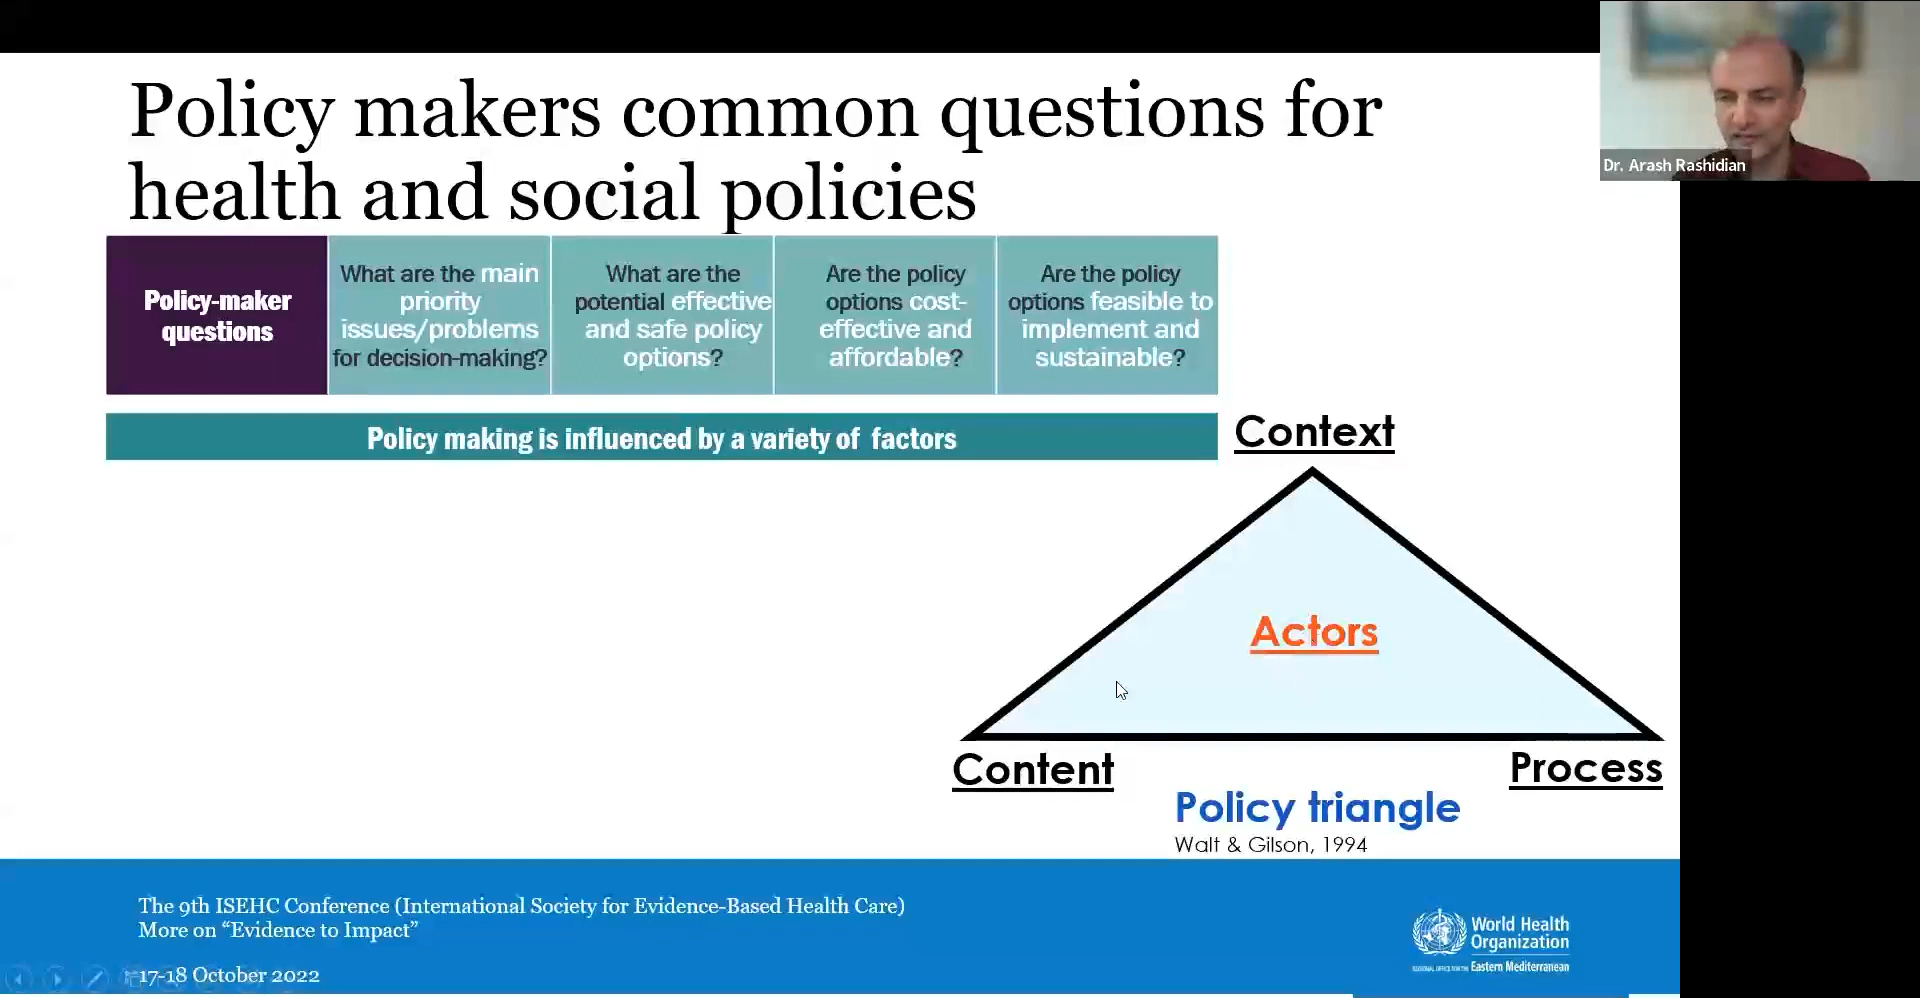 Policy makers common questions for
health and social policies
Dr. Arash Rashidian
Policy-maker
questions
What are the main
priority
issues/problems
for decision-making?
What are the
potential effective
and safe policy
options?
Are the policy
options cost-
effective and
affordable?
Are the policy
options feasible to
implement and
sustainable?
Policy making is influenced by a variety of factors
Context
Actors
Content
Process
Policy triangle
Walt & Gilson, 1994
The 9th ISEHC Conference (International Society for Evidence-Based Health Care)
More on “Evidence to Impact”
17-18 October 2022
World Health
Organization
REGIONAL OFFICE FOR THE Eastern Mediterranean